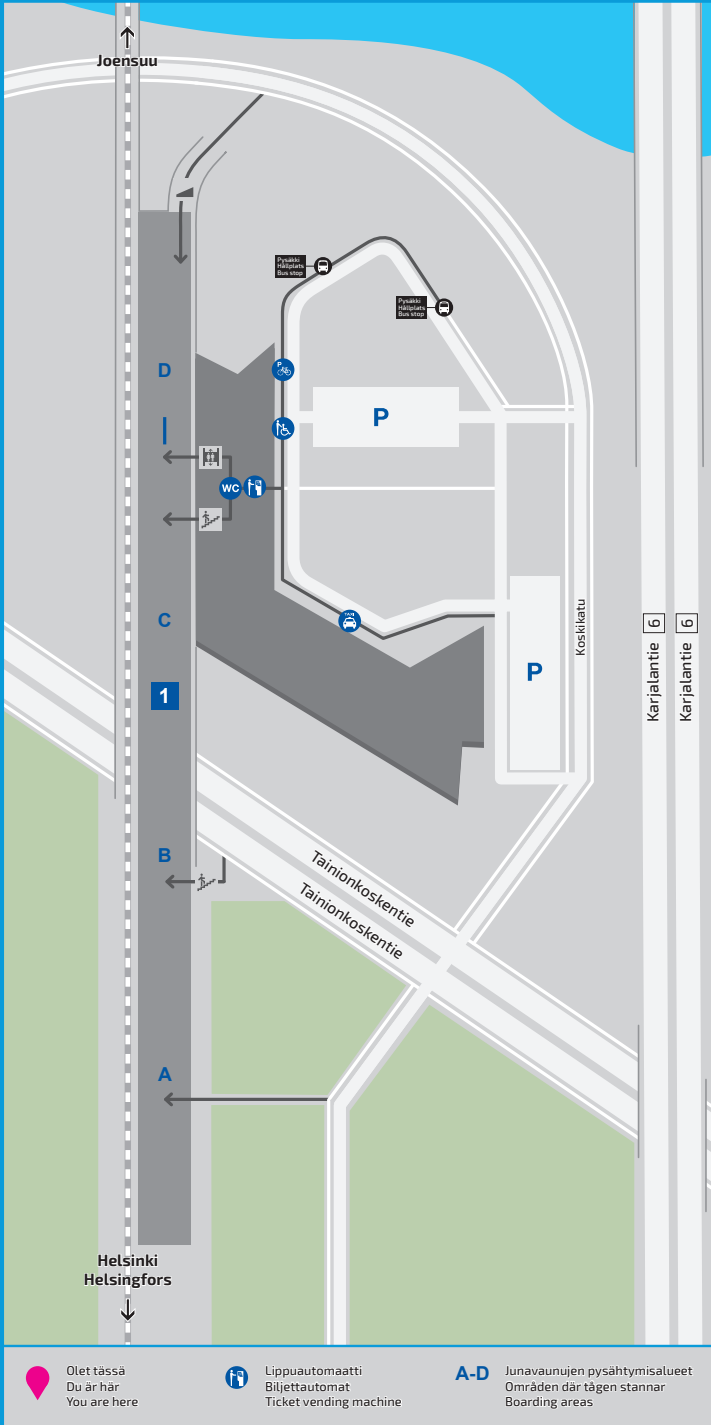 Joensuu
Pysäkki
Hållplats
Bus stop
Pysäkki
Hållplats
Bus stop
P
D
P
WC
TAXI
C
P
Koskikatu
6
6
Karjalantie
Karjalantie
1
B
Tainionkoskentie
Tainionkoskentie
A
Helsinki
Helsingfors
Olet tässä
Du är här
You are here
Lippuautomaatti
Biljettautomat
Ticket vending machine
A-D
Junavaunujen pysähtymisalueet
Områden där tågen stannar
Boarding areas